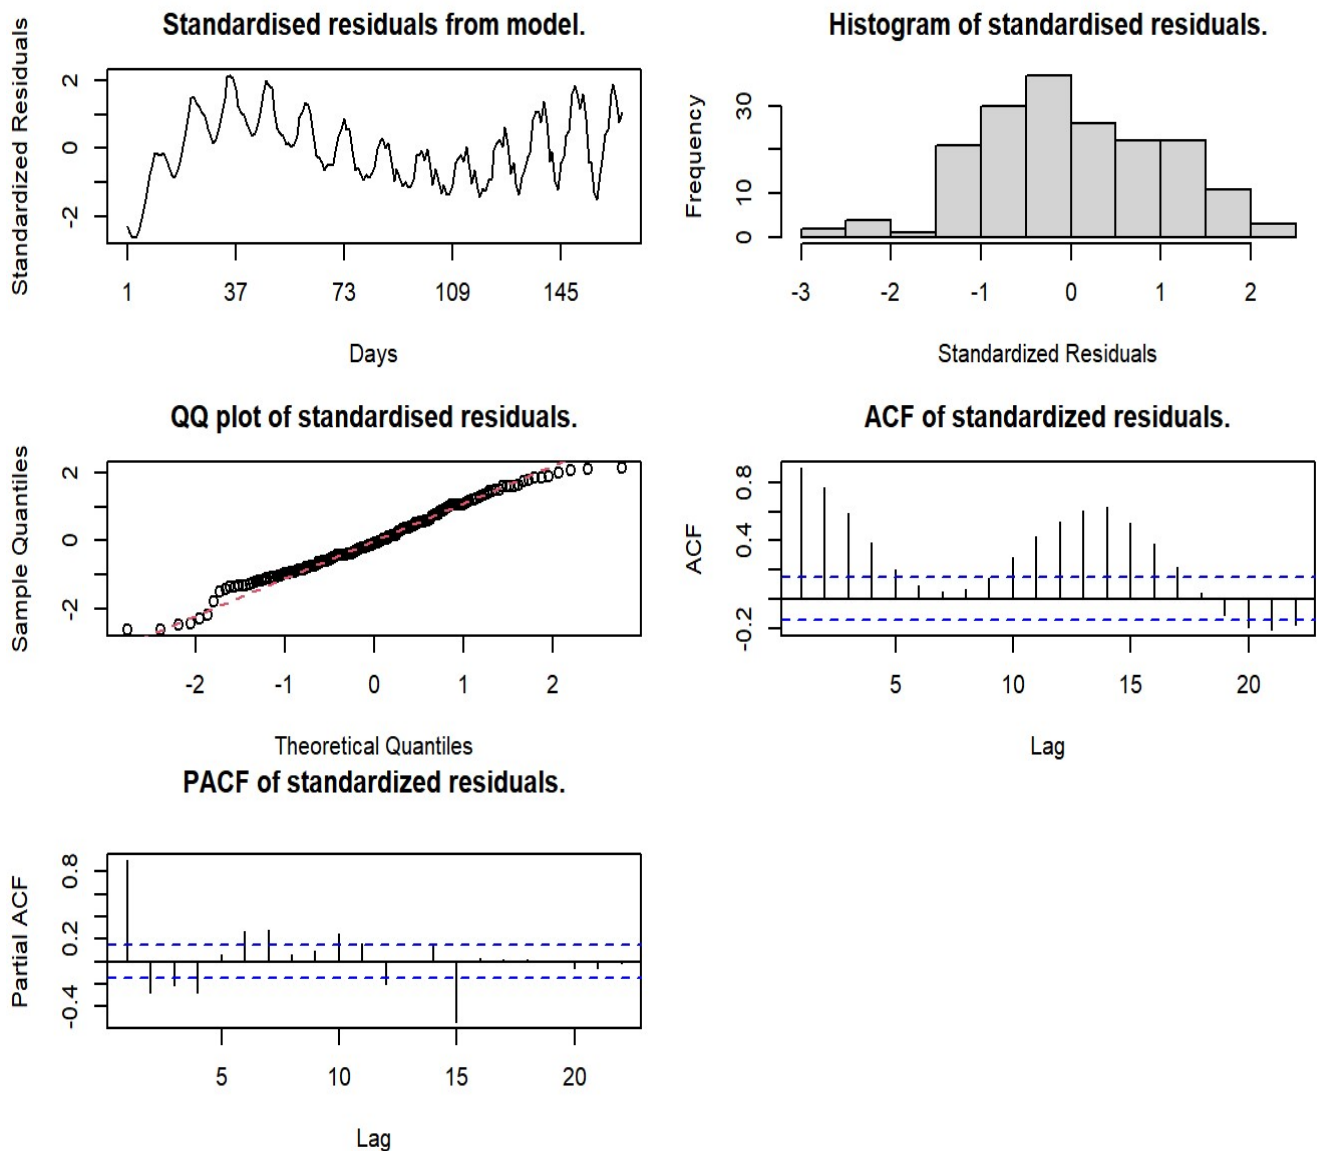 Standardised residuals from model.
Standardized Residuals
2
0
-2
1
37
73
109
145
Days
Histogram of standardised residuals.
Frequency
30
10
0
-3
-2
-1
0
1
2
Standardized Residuals
QQ plot of standardised residuals.
Sample Quantiles
2
0
-2
-2
-1
0
1
2
Theoretical Quantiles
ACF of standardized residuals.
ACF
0.8
0.4
-0.2
5
10
15
20
Lag
PACF of standardized residuals.
Partial ACF
0.8
0.2
-0.4
5
10
15
20
Lag